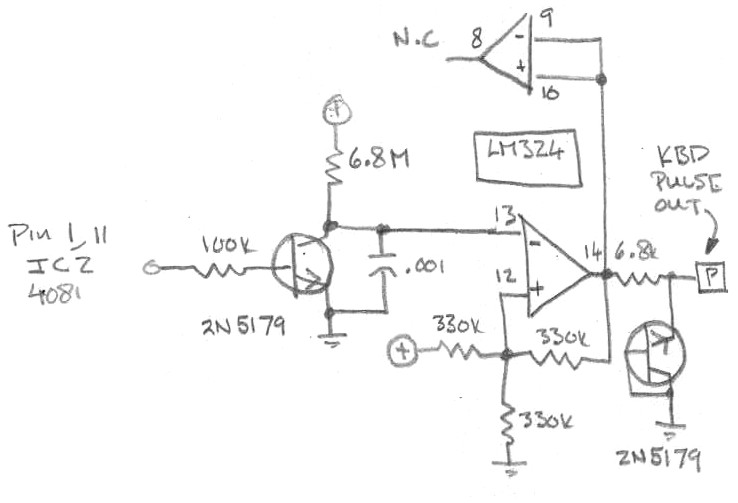 N.C
8
9
-
+
10
+
6.8M
LM324
KBD
PULSE
OUT
Pin 1,11
IC2
4081
100k
.001
2N5179
13
-
12
+
14
6.8k
P
+
330k
330k
330k
2N5179